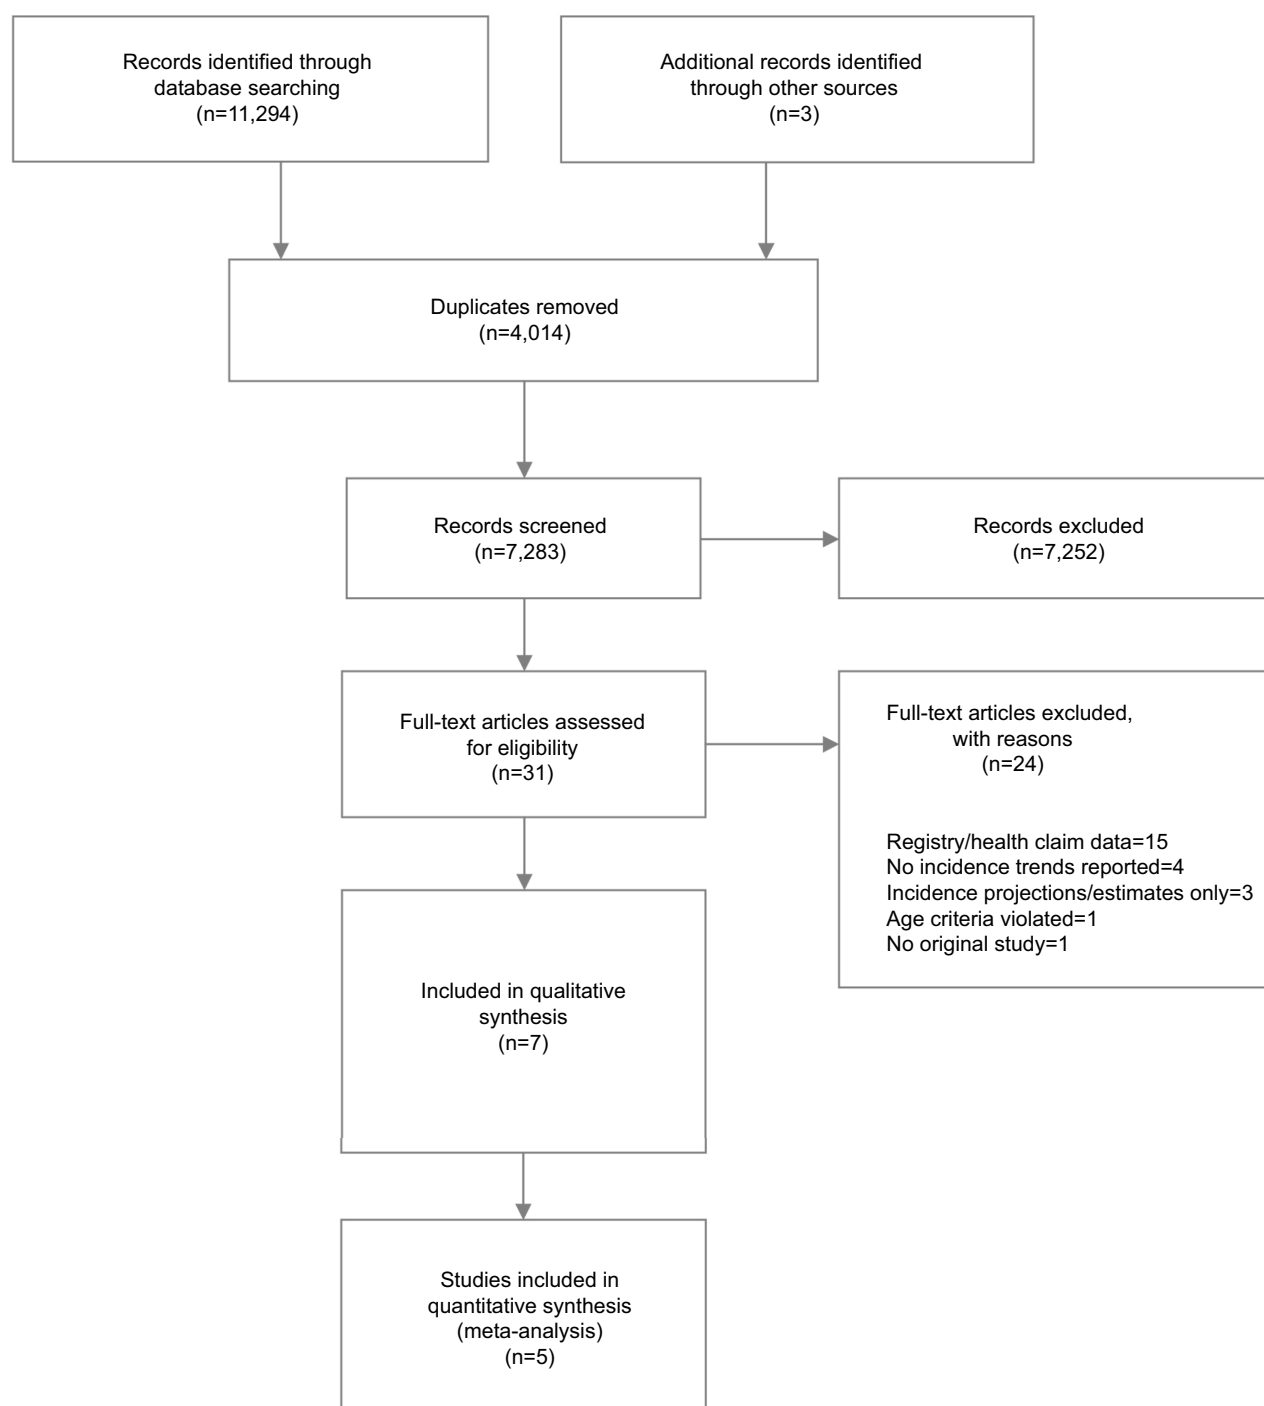 Records identified through
database searching
(n=11,294)
Additional records identified
through other sources
(n=3)
Duplicates removed
(n=4,014)
Records screened
(n=7,283)
Records excluded
(n=7,252)
Full-text articles assessed
for eligibility
(n=31)
Full-text articles excluded,
with reasons
(n=24)
Registry/health claim data=15
No incidence trends reported=4
Incidence projections/estimates only=3
Age criteria violated=1
No original study=1
Included in qualitative
synthesis
(n=7)
Studies included in
quantitative synthesis
(meta-analysis)
(n=5)